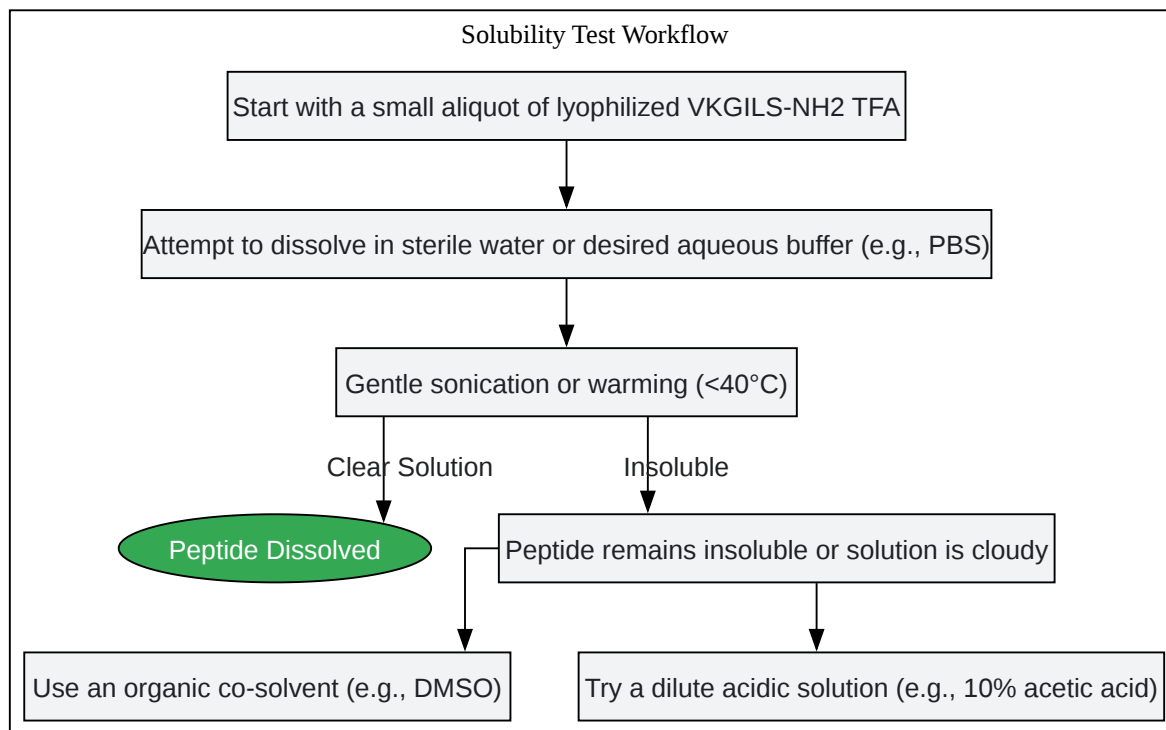 Solubility Test Workflow
Start with a small aliquot of lyophilized VKGILS-NH2 TFA
Attempt to dissolve in sterile water or desired aqueous buffer (e.g., PBS)
Gentle sonication or warming (<40°C)
Clear Solution
Insoluble
Peptide Dissolved
Peptide remains insoluble or solution is cloudy
Use an organic co-solvent (e.g., DMSO)
Try a dilute acidic solution (e.g., 10% acetic acid)